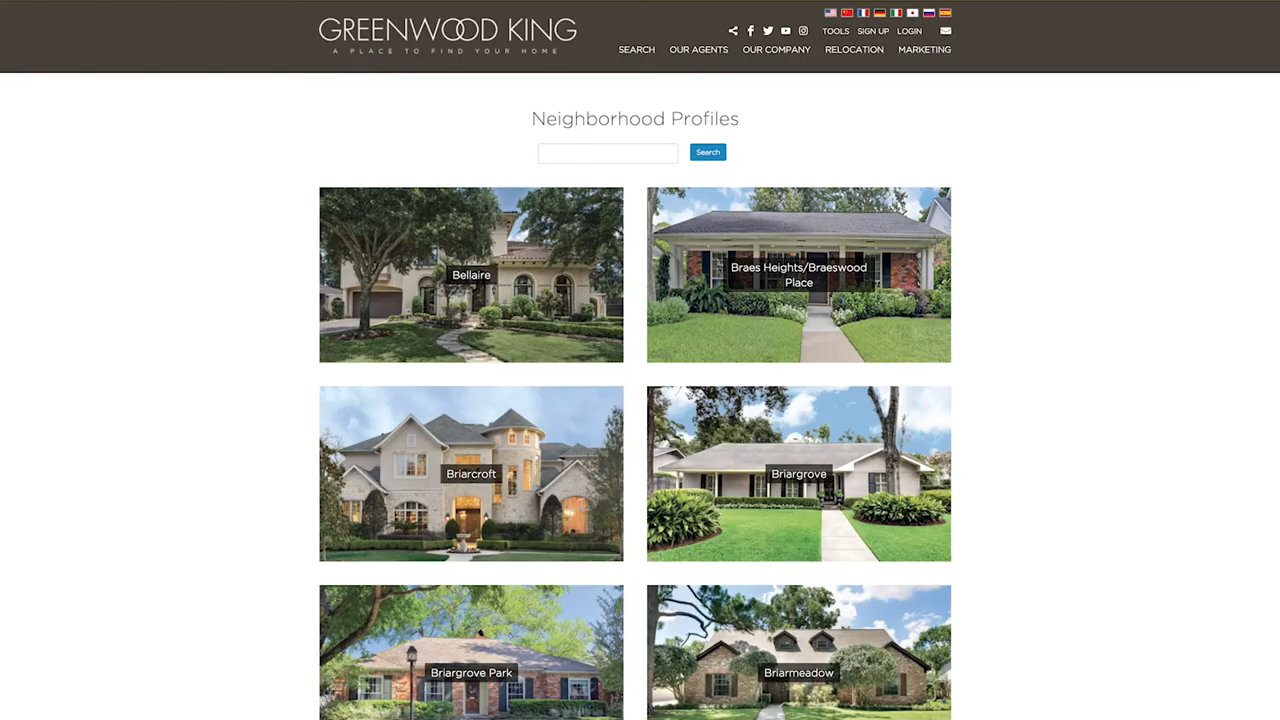 GREENWOOD KING
A PLACE TO FIND YOUR HOME
TOOLS SIGN UP LOGIN
SEARCH OUR AGENTS OUR COMPANY RELOCATION MARKETING
Neighborhood Profiles
Search
Bellaire
Braes Heights/Braeswood
Place
Briarcroft
Briargrove
Briargrove Park
Briarmeadow